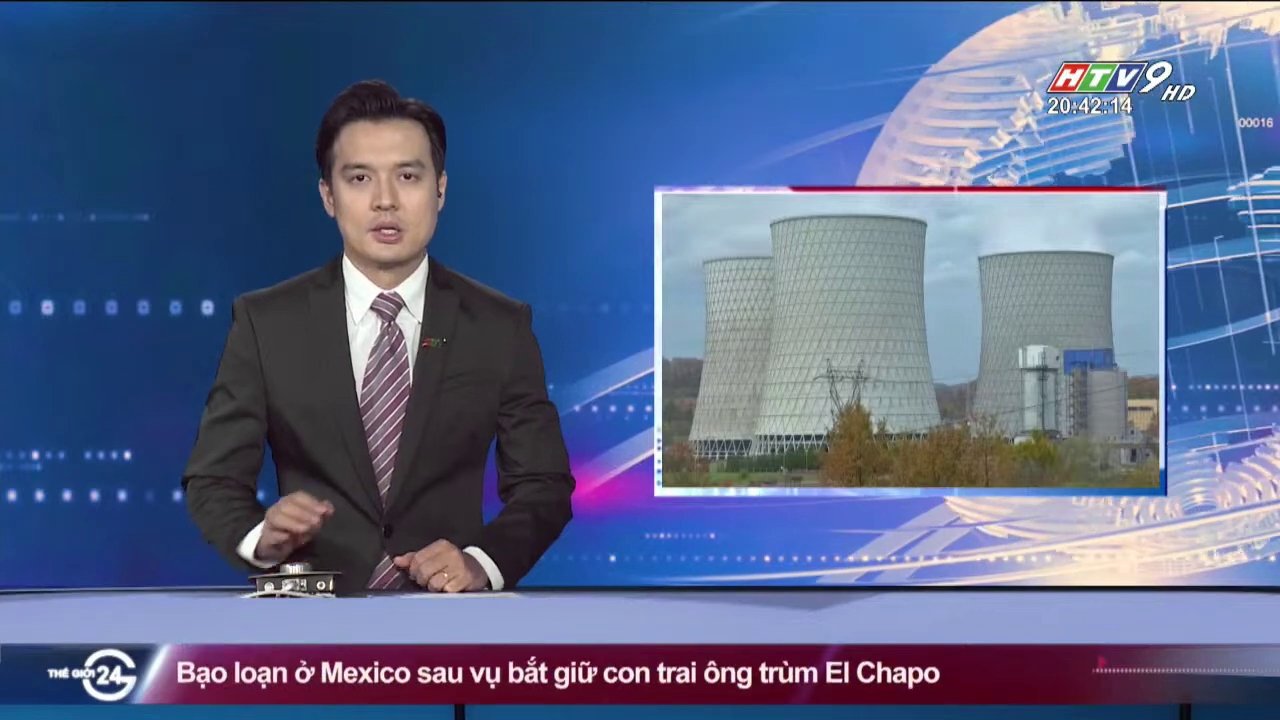 HTV9 HD
20:42:14
00016
THẾ GIỚI 24G
Bạo loạn ở Mexico sau vụ bắt giữ con trai ông trùm El Chapo